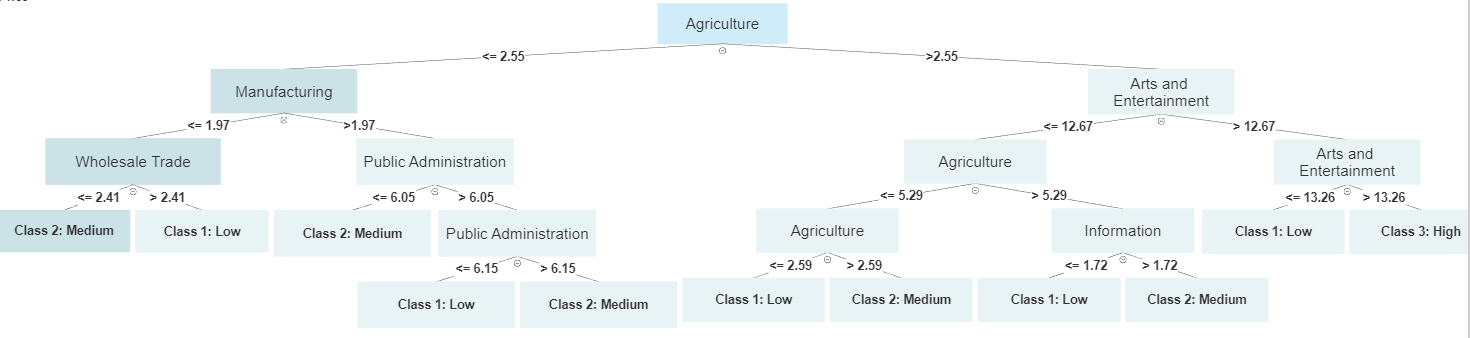 Agriculture
<= 2.55
>2.55
Manufacturing
Arts and
Entertainment
<= 1.97
>1.97
<= 12.67
> 12.67
Wholesale Trade
Public Administration
Agriculture
Arts and
Entertainment
<= 2.41
> 2.41
<= 6.05
> 6.05
<= 5.29
> 5.29
<= 13.26
> 13.26
Class 2: Medium
Class 1: Low
Class 2: Medium
Public Administration
Agriculture
Information
Class 1: Low
Class 3: High
<= 6.15
> 6.15
<= 2.59
> 2.59
<= 1.72
> 1.72
Class 1: Low
Class 2: Medium
Class 1: Low
Class 2: Medium
Class 1: Low
Class 2: Medium